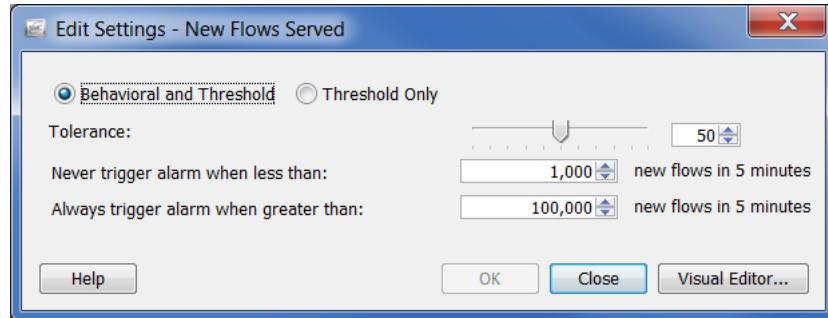 Edit Settings - New Flows Served
Behavioral and Threshold Threshold Only
Tolerance: 50
Never trigger alarm when less than: 1,000 new flows in 5 minutes
Always trigger alarm when greater than: 100,000 new flows in 5 minutes
Help OK Close Visual Editor...